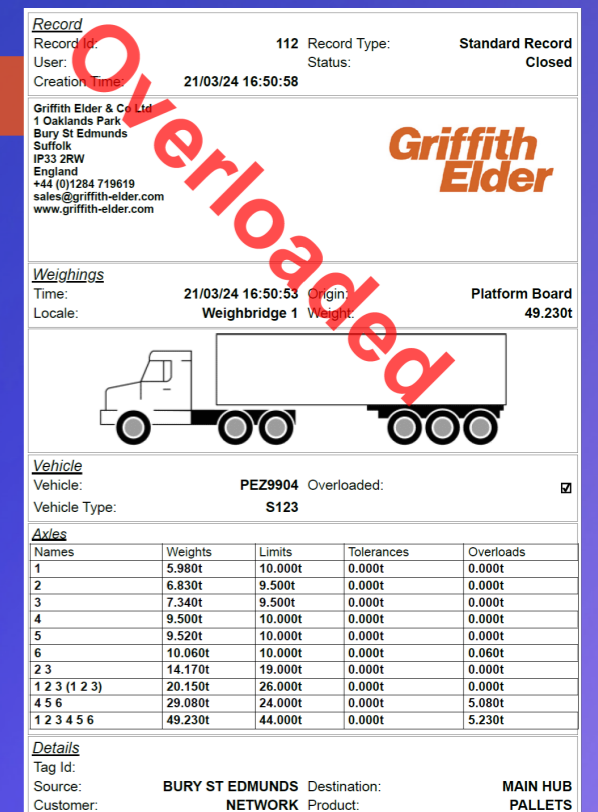 Record
Record Id: 112 Record Type: Standard Record
User: Status: Closed
Creation Time: 21/03/24 16:50:58
Griffith Elder & Co Ltd
1 Oaklands Park
Bury St Edmunds
Suffolk
IP33 2RW
England
+44 (0)1284 719619
sales@griffith-elder.com
www.griffith-elder.com
Griffith
Elder
Overloaded
Weighings
Time: 21/03/24 16:50:53 Origin: Platform Board
Locale: Weighbridge 1 Weight: 49.230t
Vehicle
Vehicle: PEZ9904 Overloaded:
Vehicle Type: S123
Axles
Names Weights Limits Tolerances Overloads
1 5.980t 10.000t 0.000t 0.000t
2 6.830t 9.500t 0.000t 0.000t
3 7.340t 9.500t 0.000t 0.000t
4 9.500t 10.000t 0.000t 0.000t
5 9.520t 10.000t 0.000t 0.000t
6 10.060t 10.000t 0.000t 0.060t
2 3 14.170t 19.000t 0.000t 0.000t
1 2 3 (1 2 3) 20.150t 26.000t 0.000t 0.000t
4 5 6 29.080t 24.000t 0.000t 5.080t
1 2 3 4 5 6 49.230t 44.000t 0.000t 5.230t
Details
Tag Id:
Source: BURY ST EDMUNDS Destination: MAIN HUB
Customer: NETWORK Product: PALLETS